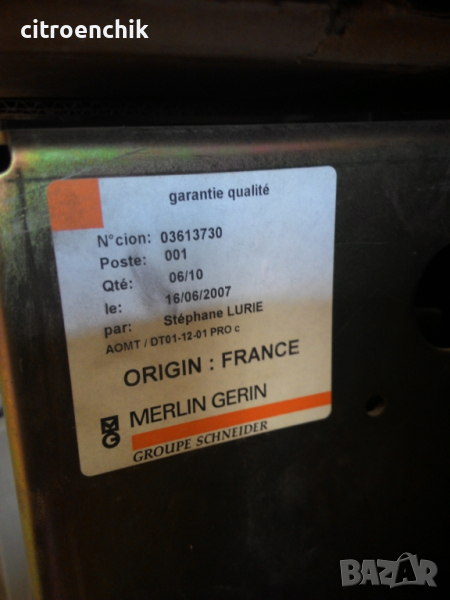 citroenchik
garantie qualité
N°cion: 03613730
Poste: 001
Qté: 06/10
le: 16/06/2007
par: Stéphane LURIE
AOMT / DT01-12-01 PRO c
ORIGIN : FRANCE
MG MERLIN GERIN
GROUPE SCHNEIDER
BAZAR